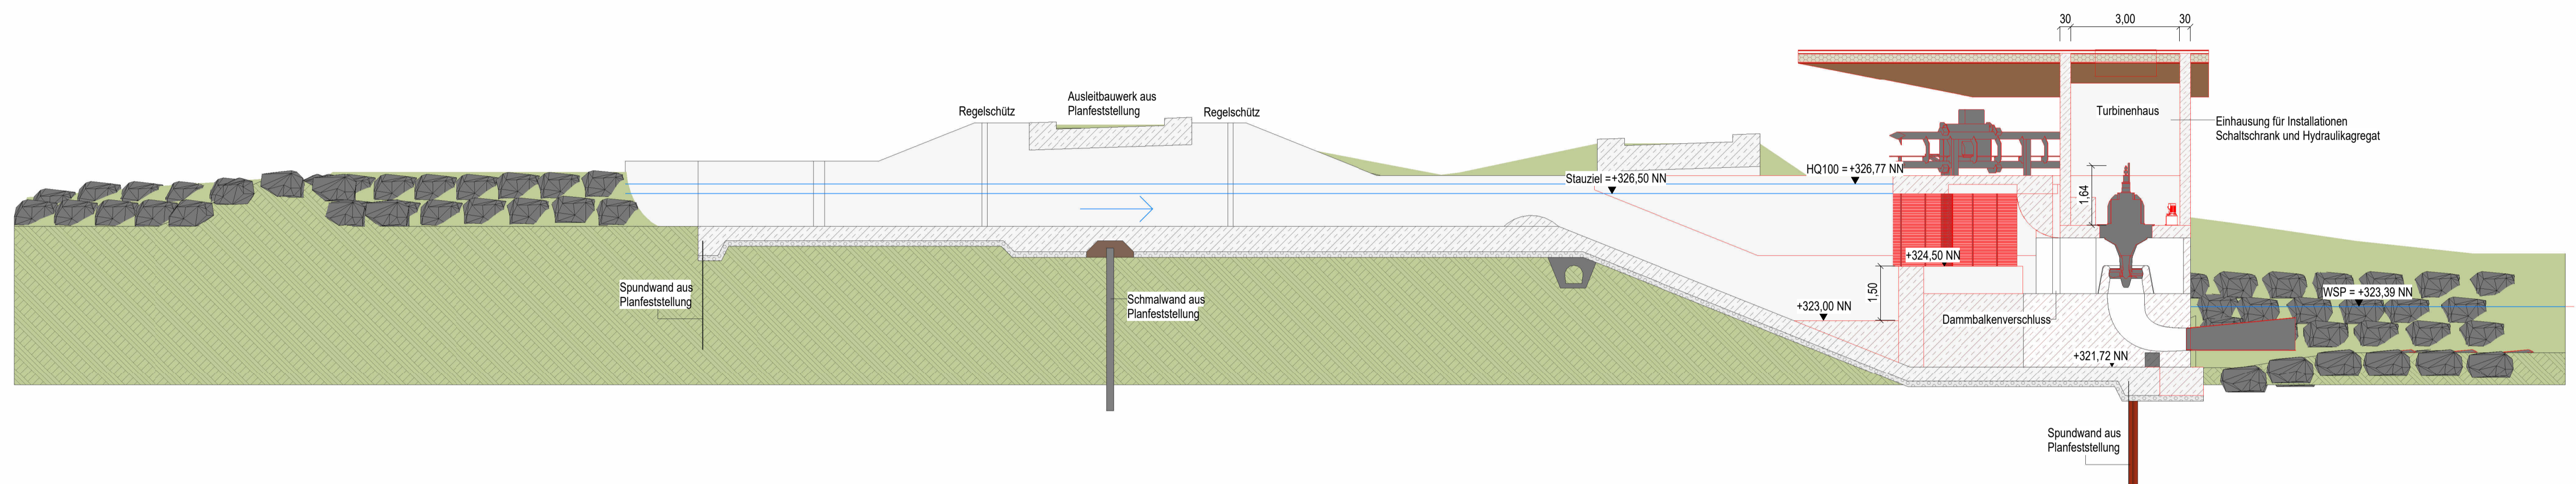 30 3,00 30
Regelschütz
Ausleitbauwerk aus
Planfeststellung
Regelschütz
Turbinenhaus
Einhausung für Installationen
Schaltschrank und Hydraulikagregat
HQ100 = +326,77 NN
Stauziel =+326,50 NN
1,64
+324,50 NN
1,50
+323,00 NN
Dammbalkenverschluss
WSP = +323,39 NN
+321,72 NN
Spundwand aus
Planfeststellung
Schmalwand aus
Planfeststellung
Spundwand aus
Planfeststellung